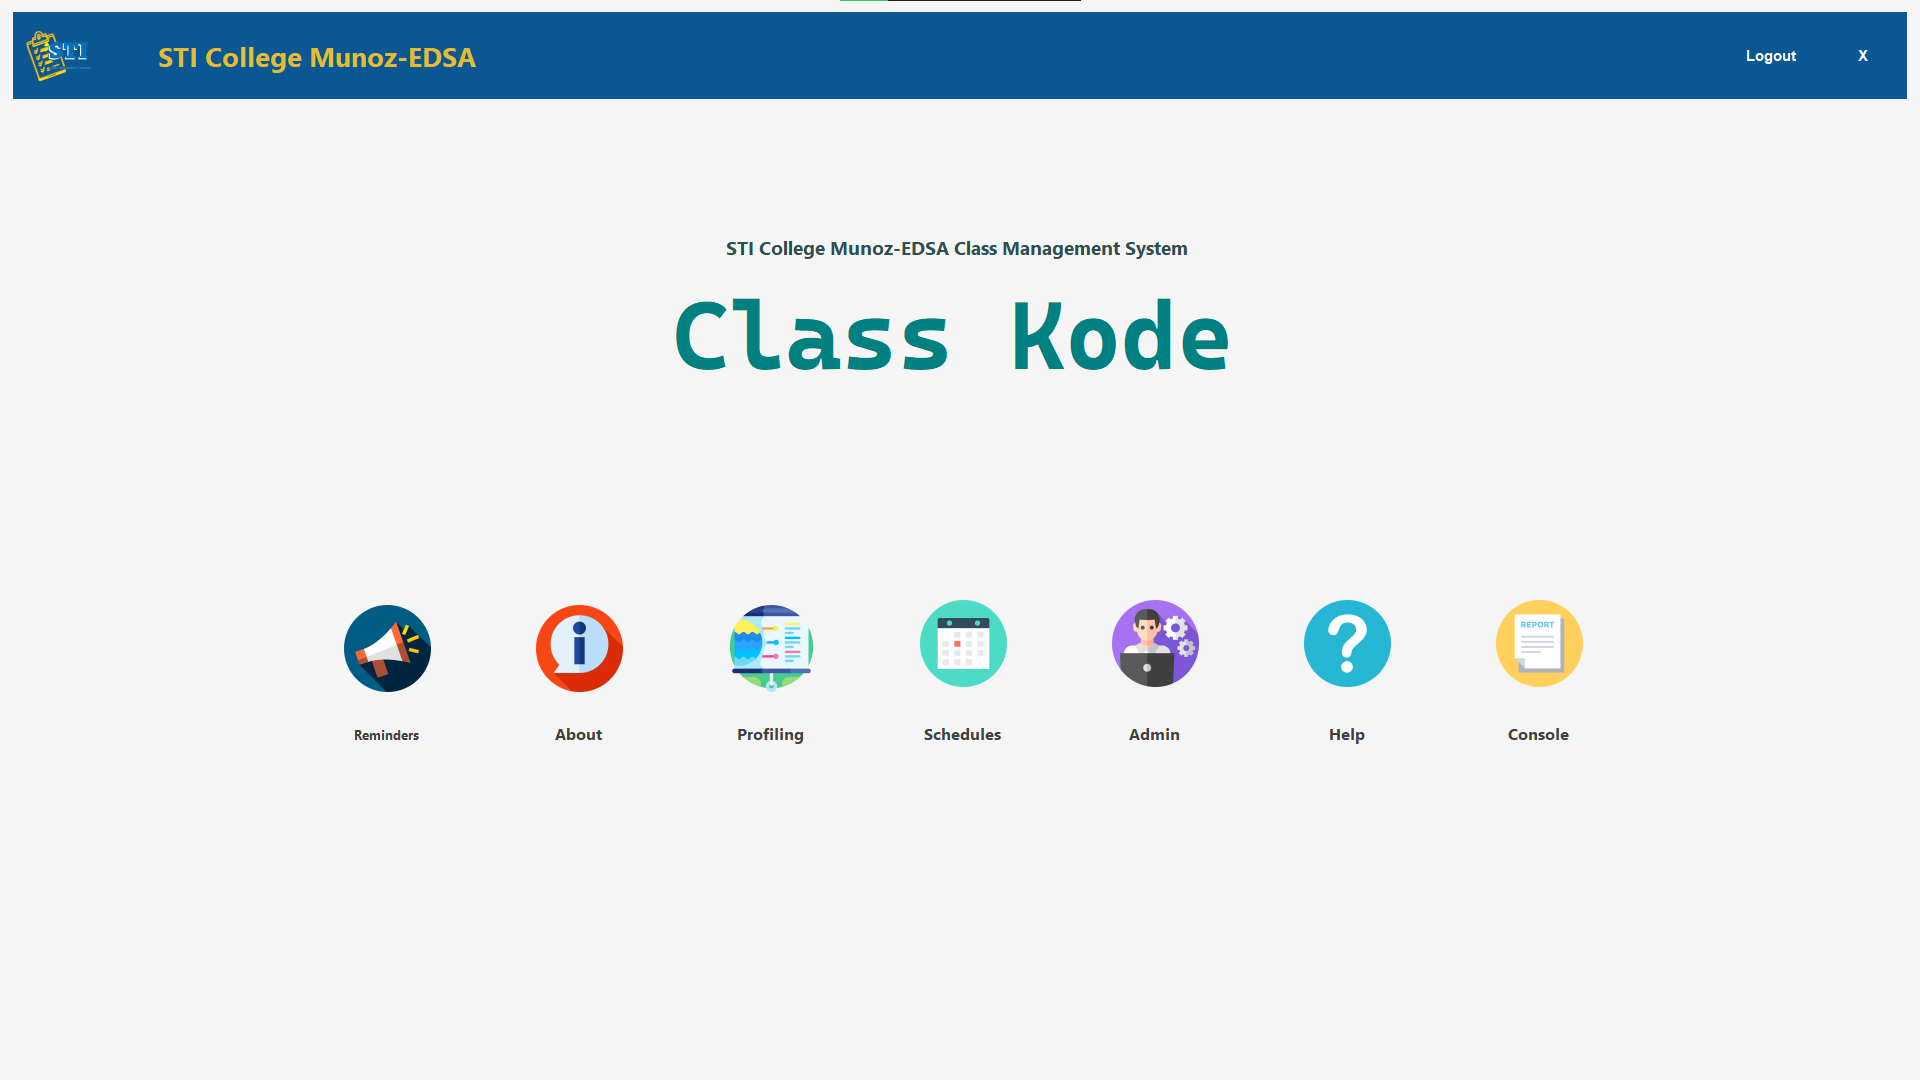 STI
STI College Munoz-EDSA
Logout
X
STI College Munoz-EDSA Class Management System
Class Kode
REPORT
Reminders
About
Profiling
Schedules
Admin
Help
Console